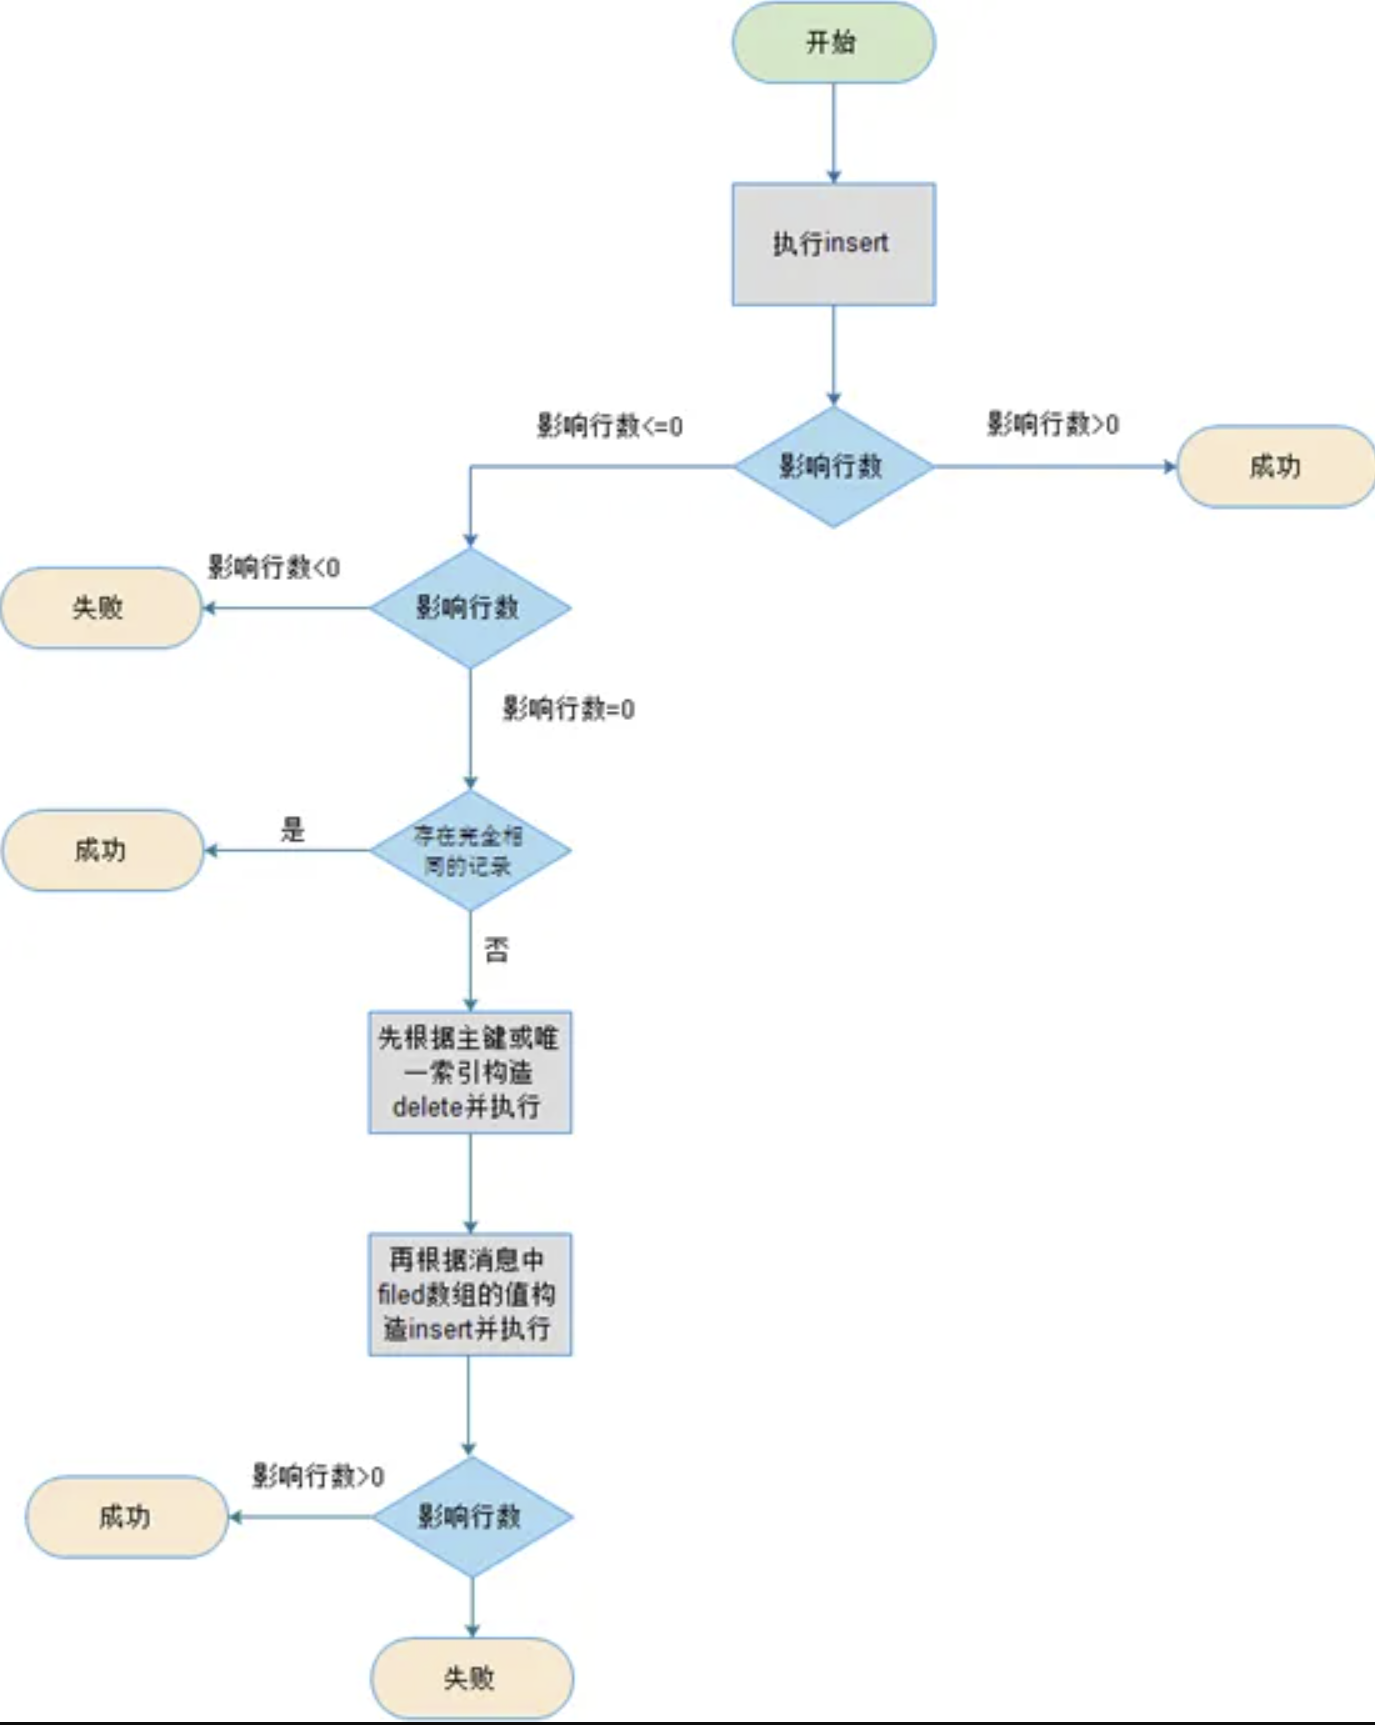 开始
执行insert
影响行数<=0
影响行数>0
影响行数
成功
影响行数<0
失败
影响行数
影响行数=0
成功
是
存在完全相
同的记录
否
先根据主键或唯
一索引构造
delete并执行
再根据消息中
filed数组的值构
造insert并执行
影响行数>0
成功
影响行数
失败